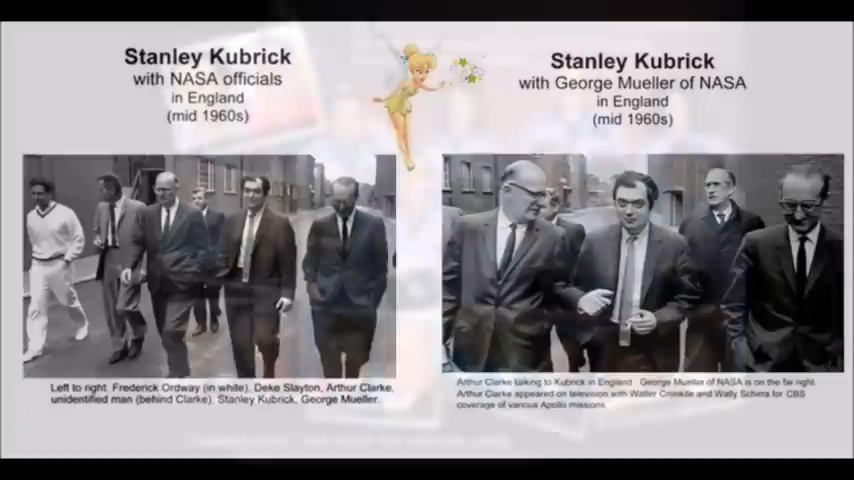 Stanley Kubrick
with NASA officials
in England
(mid 1960s)
Left to right: Frederick Ordway (in white), Deke Slayton, Arthur Clarke,
unidentified man (behind Clarke), Stanley Kubrick, George Mueller.
Stanley Kubrick
with George Mueller of NASA
in England
(mid 1960s)
Arthur Clarke talking to Kubrick in England. George Mueller of NASA is on the far right.
Arthur Clarke appeared on television with Walter Cronkite and Wally Schirra for CBS
coverage of various Apollo missions.